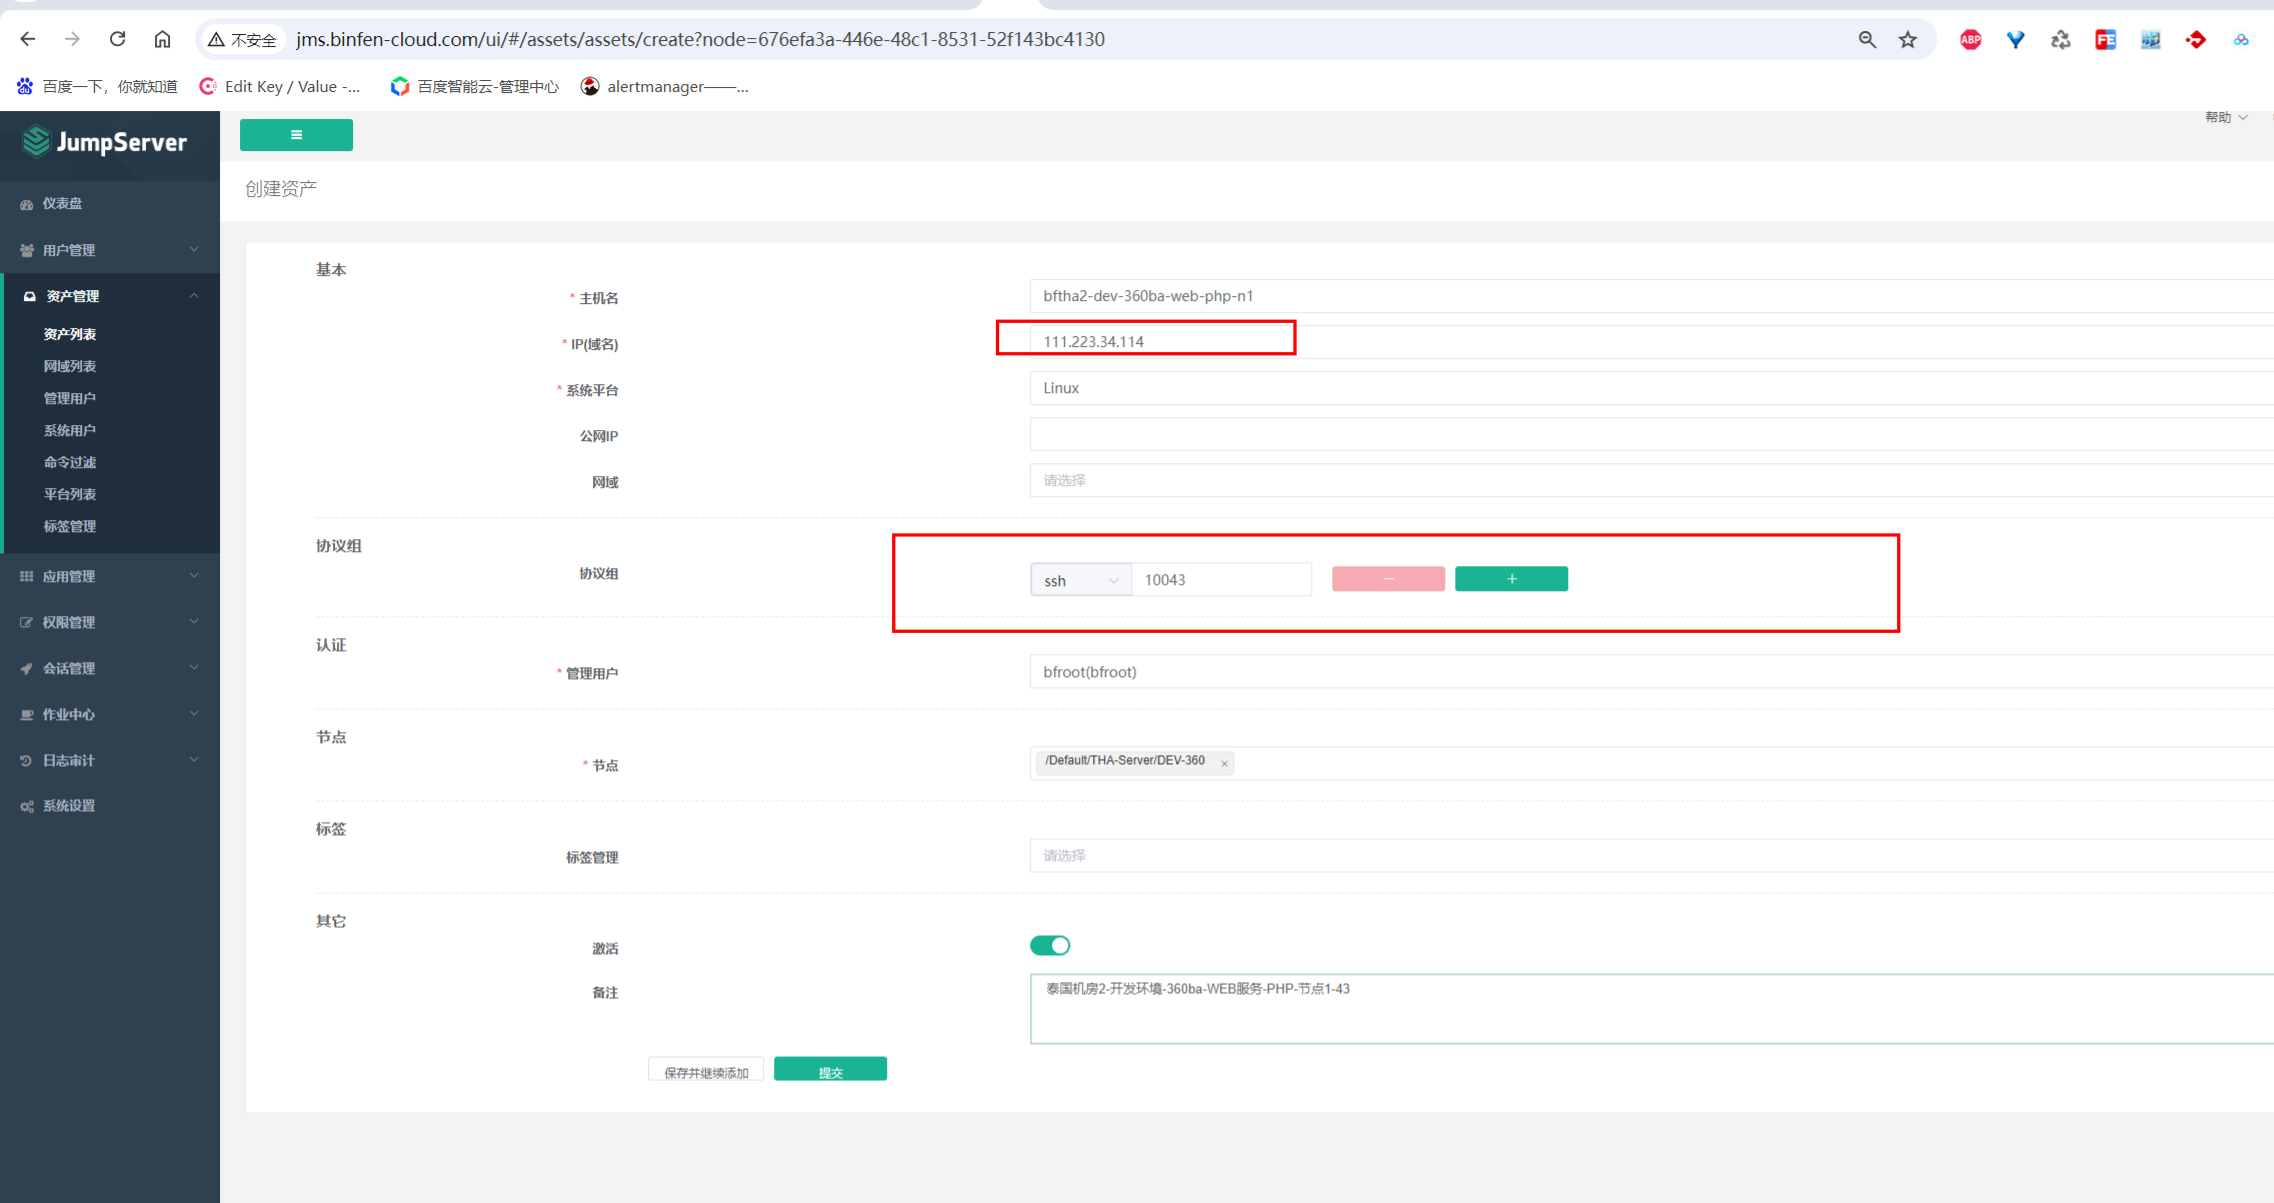 不安全 jms.binfen-cloud.com/ui/#/assets/assets/create?node=676efa3a-446e-48c1-8531-52f143bc4130
ABP
FE
百度一下，你就知道 Edit Key / Value -... 百度智能云-管理中心 alertmanager——...
JumpServer
帮助
创建资产
仪表盘
用户管理
资产管理
资产列表
网域列表
管理用户
系统用户
命令过滤
平台列表
标签管理
应用管理
权限管理
会话管理
作业中心
日志审计
系统设置
基本
* 主机名 bftha2-dev-360ba-web-php-n1
* IP(域名) 111.223.34.114
* 系统平台 Linux
公网IP
网域 请选择
协议组
协议组 ssh 10043 − +
认证
* 管理用户 bfroot(bfroot)
节点
* 节点 /Default/THA-Server/DEV-360 ×
标签
标签管理 请选择
其它
激活
备注 泰国机房2-开发环境-360ba-WEB服务-PHP-节点1-43
保存并继续添加 提交